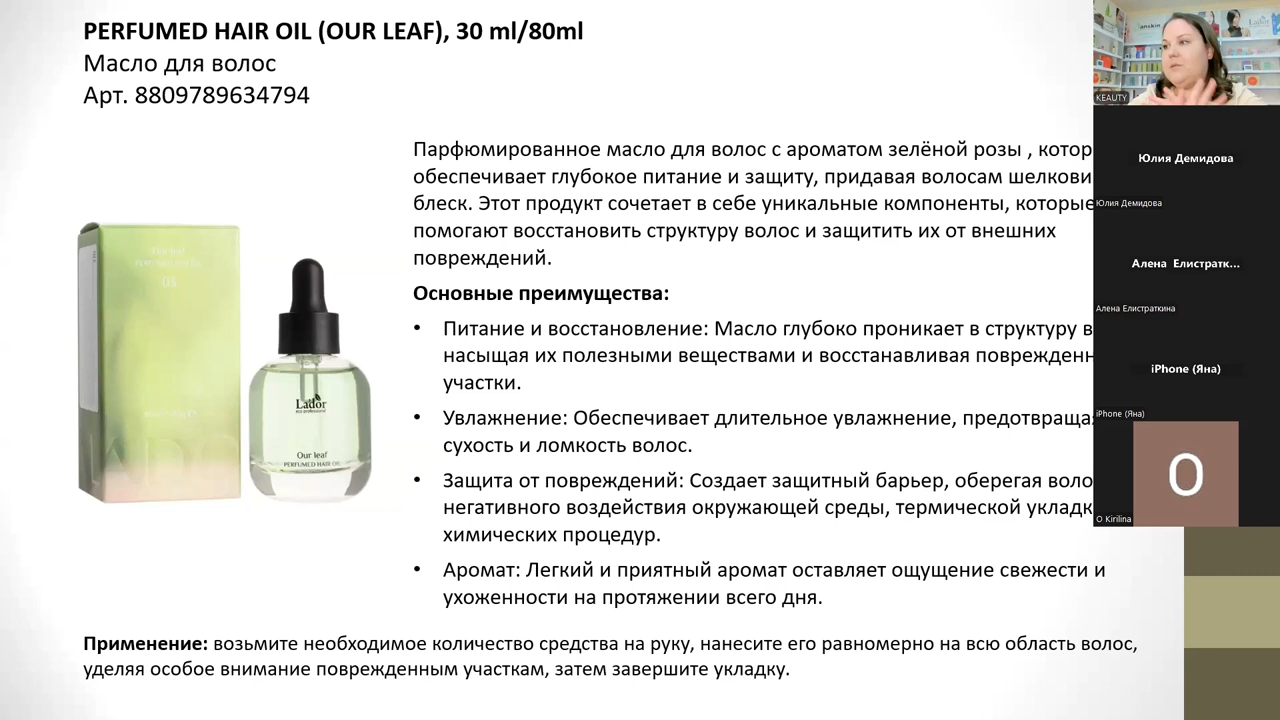 PERFUMED HAIR OIL (OUR LEAF), 30 ml/80ml
Масло для волос
Арт. 8809789634794
Парфюмированное масло для волос с ароматом зелёной розы , котор
обеспечивает глубокое питание и защиту, придавая волосам шелкови
блеск. Этот продукт сочетает в себе уникальные компоненты, которые
помогают восстановить структуру волос и защитить их от внешних
повреждений.
Основные преимущества:
• Питание и восстановление: Масло глубоко проникает в структуру в
насыщая их полезными веществами и восстанавливая поврежденн
участки.
• Увлажнение: Обеспечивает длительное увлажнение, предотвраща
сухость и ломкость волос.
• Защита от повреждений: Создает защитный барьер, оберегая воло
негативного воздействия окружающей среды, термической укладк
химических процедур.
• Аромат: Легкий и приятный аромат оставляет ощущение свежести и
ухоженности на протяжении всего дня.
Применение: возьмите необходимое количество средства на руку, нанесите его равномерно на всю область волос,
уделяя особое внимание поврежденным участкам, затем завершите укладку.
05
Lador
eco professional
Our leaf
PERFUMED HAIR OIL
anskin
Lador
KEAUTY
Юлия Демидова
Юлия Демидова
Алена Елистратк...
Алена Елистраткина
iPhone (Яна)
iPhone (Яна)
O
O Kirilina